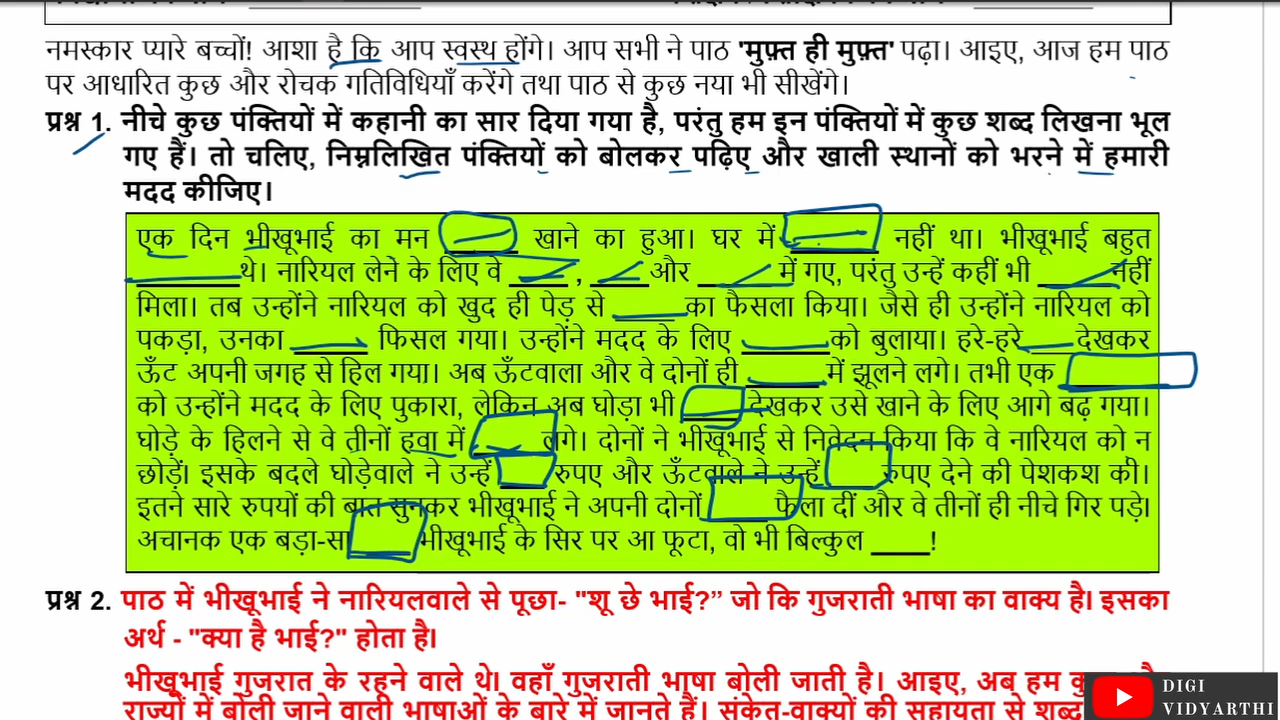 नमस्कार प्यारे बच्चों! आशा है कि आप स्वस्थ होंगे। आप सभी ने पाठ 'मुफ़्त ही मुफ़्त' पढ़ा। आइए, आज हम पाठ
पर आधारित कुछ और रोचक गतिविधियाँ करेंगे तथा पाठ से कुछ नया भी सीखेंगे।
प्रश्न 1. नीचे कुछ पंक्तियों में कहानी का सार दिया गया है, परंतु हम इन पंक्तियों में कुछ शब्द लिखना भूल
गए हैं। तो चलिए, निम्नलिखित पंक्तियों को बोलकर पढ़िए और खाली स्थानों को भरने में हमारी
मदद कीजिए।
एक दिन भीखूभाई का मन ______ खाने का हुआ। घर में ______ नहीं था। भीखूभाई बहुत
______ थे। नारियल लेने के लिए वे ____ , ____ और ____ में गए, परंतु उन्हें कहीं भी ____ नहीं
मिला। तब उन्होंने नारियल को खुद ही पेड़ से ____ का फैसला किया। जैसे ही उन्होंने नारियल को
पकड़ा, उनका ____ फिसल गया। उन्होंने मदद के लिए ____ को बुलाया। हरे-हरे ____ देखकर
ऊँट अपनी जगह से हिल गया। अब ऊँटवाला और वे दोनों ही ____ में झूलने लगे। तभी एक ______
को उन्होंने मदद के लिए पुकारा, लेकिन अब घोड़ा भी ____ देखकर उसे खाने के लिए आगे बढ़ गया।
घोड़े के हिलने से वे तीनों हवा में ____ लगे। दोनों ने भीखूभाई से निवेदन किया कि वे नारियल को न
छोड़ें। इसके बदले घोड़ेवाले ने उन्हें ____ रुपए और ऊँटवाले ने उन्हें ____ रुपए देने की पेशकश की।
इतने सारे रुपयों की बात सुनकर भीखूभाई ने अपनी दोनों ____ फैला दीं और वे तीनों ही नीचे गिर पड़े।
अचानक एक बड़ा-सा ____ भीखूभाई के सिर पर आ फूटा, वो भी बिल्कुल ____!
प्रश्न 2. पाठ में भीखूभाई ने नारियलवाले से पूछा- "शू छे भाई?” जो कि गुजराती भाषा का वाक्य है। इसका
अर्थ - "क्या है भाई?" होता है।
भीखूभाई गुजरात के रहने वाले थे। वहाँ गुजराती भाषा बोली जाती है। आइए, अब हम
राज्यों में बोली जाने वाली भाषाओं के बारे में जानते हैं। संकेत-वाक्यों की सहायता से
DIGI
VIDYARTHI